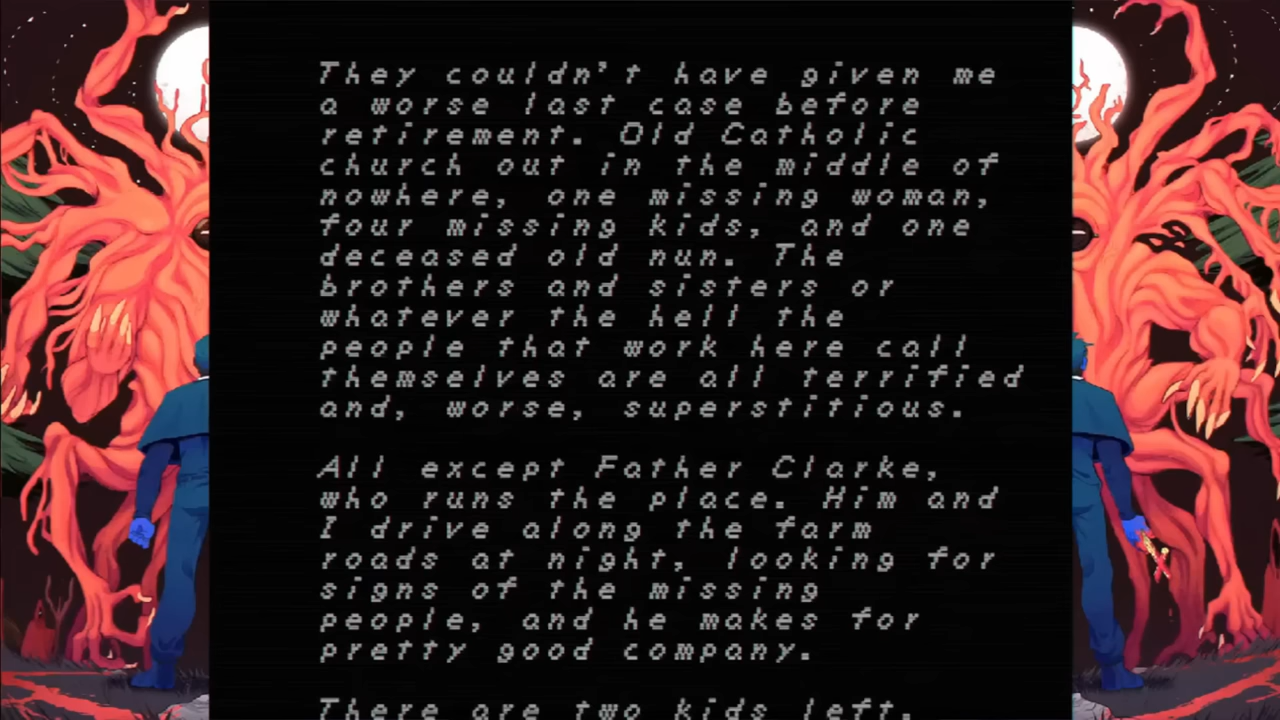 They couldn't have given me
a worse last case before
retirement. Old Catholic
church out in the middle of
nowhere, one missing woman,
four missing kids, and one
deceased old nun. The
brothers and sisters or
whatever the hell the
people that work here call
themselves are all terrified
and, worse, superstitious.
All except Father Clarke,
who runs the place. Him and
I drive along the farm
roads at night, looking for
signs of the missing
people, and he makes for
pretty good company.
There are two kids left,